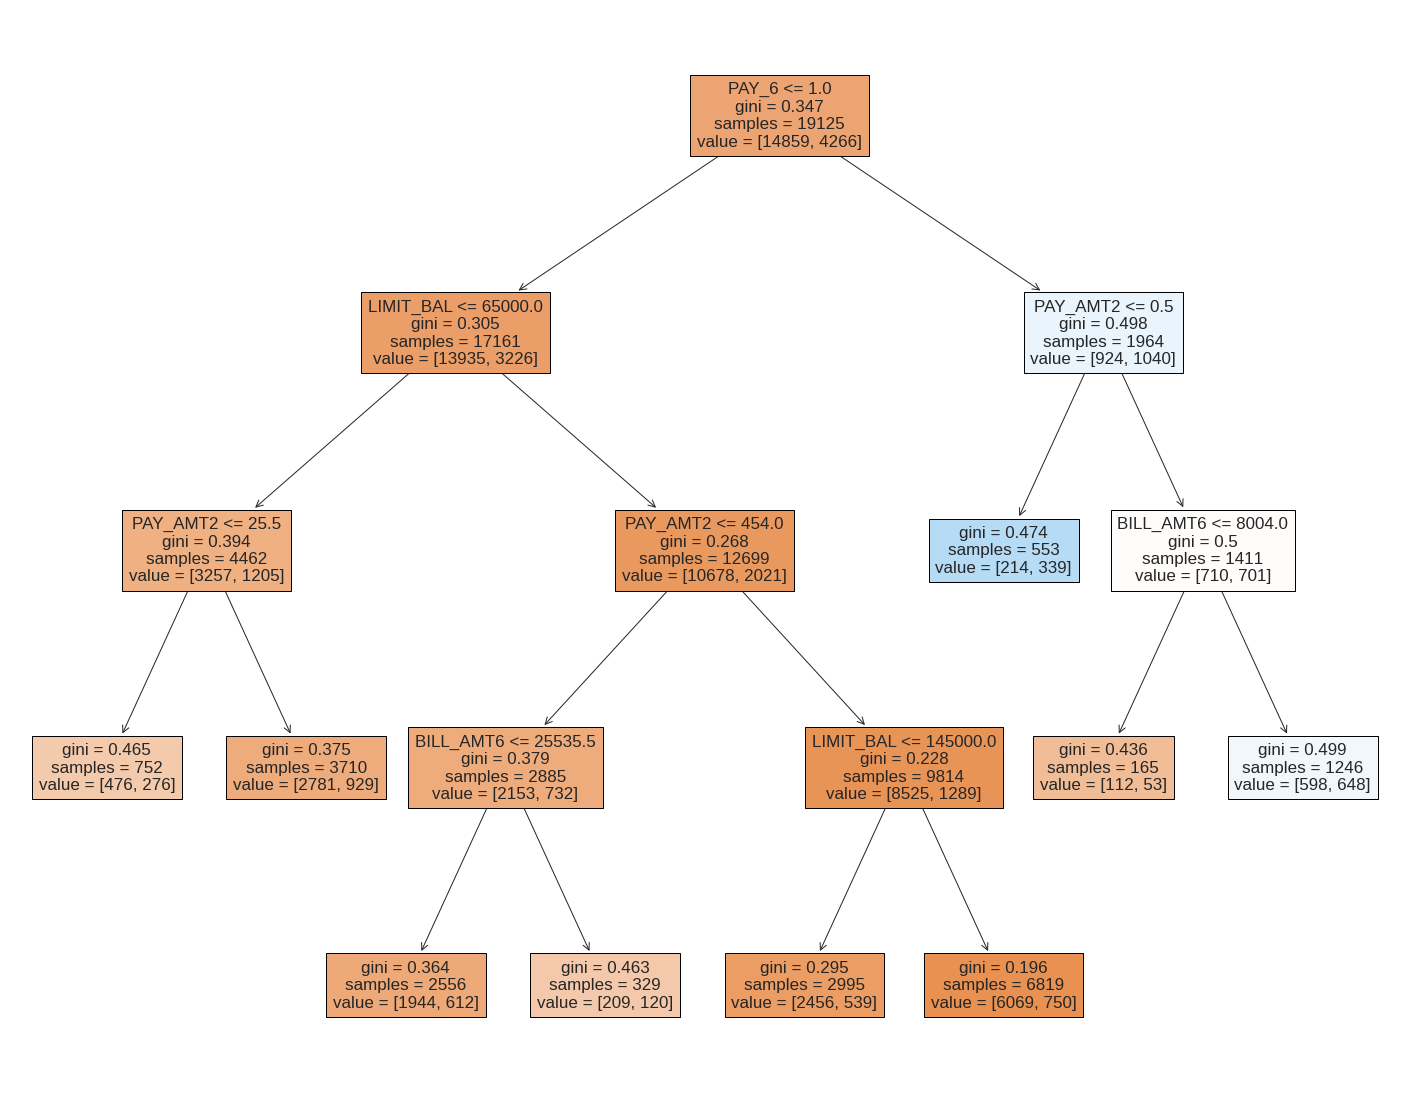 PAY_6 <= 1.0
gini = 0.347
samples = 19125
value = [14859, 4266]
LIMIT_BAL <= 65000.0
gini = 0.305
samples = 17161
value = [13935, 3226]
PAY_AMT2 <= 0.5
gini = 0.498
samples = 1964
value = [924, 1040]
PAY_AMT2 <= 25.5
gini = 0.394
samples = 4462
value = [3257, 1205]
PAY_AMT2 <= 454.0
gini = 0.268
samples = 12699
value = [10678, 2021]
gini = 0.474
samples = 553
value = [214, 339]
BILL_AMT6 <= 8004.0
gini = 0.5
samples = 1411
value = [710, 701]
gini = 0.465
samples = 752
value = [476, 276]
gini = 0.375
samples = 3710
value = [2781, 929]
BILL_AMT6 <= 25535.5
gini = 0.379
samples = 2885
value = [2153, 732]
LIMIT_BAL <= 145000.0
gini = 0.228
samples = 9814
value = [8525, 1289]
gini = 0.436
samples = 165
value = [112, 53]
gini = 0.499
samples = 1246
value = [598, 648]
gini = 0.364
samples = 2556
value = [1944, 612]
gini = 0.463
samples = 329
value = [209, 120]
gini = 0.295
samples = 2995
value = [2456, 539]
gini = 0.196
samples = 6819
value = [6069, 750]